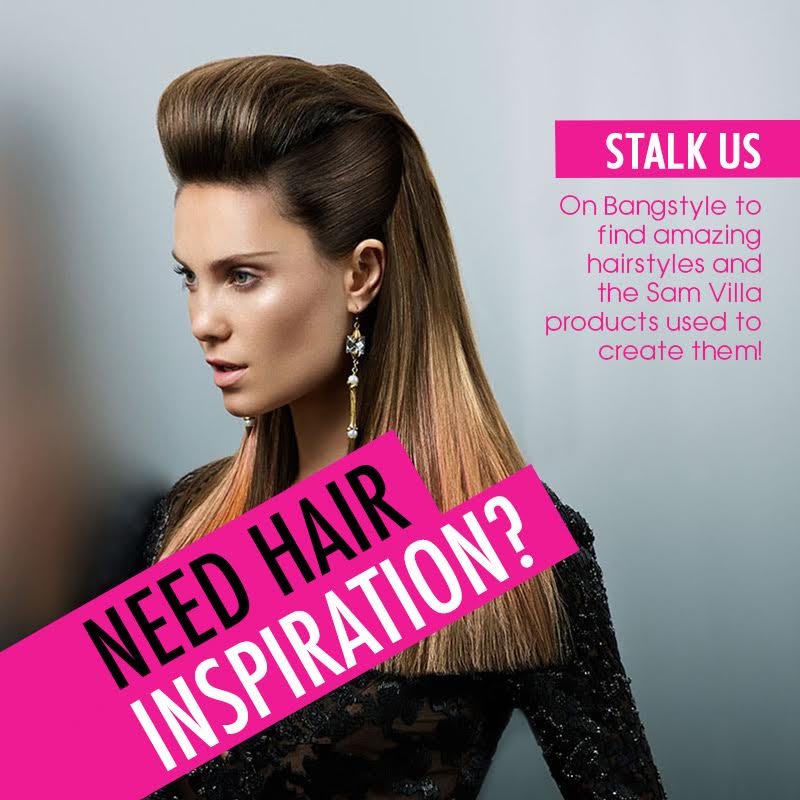 STALK US
On Bangstyle to
find amazing
hairstyles and
the Sam Villa
products used to
create them!
NEED HAIR
INSPIRATION?